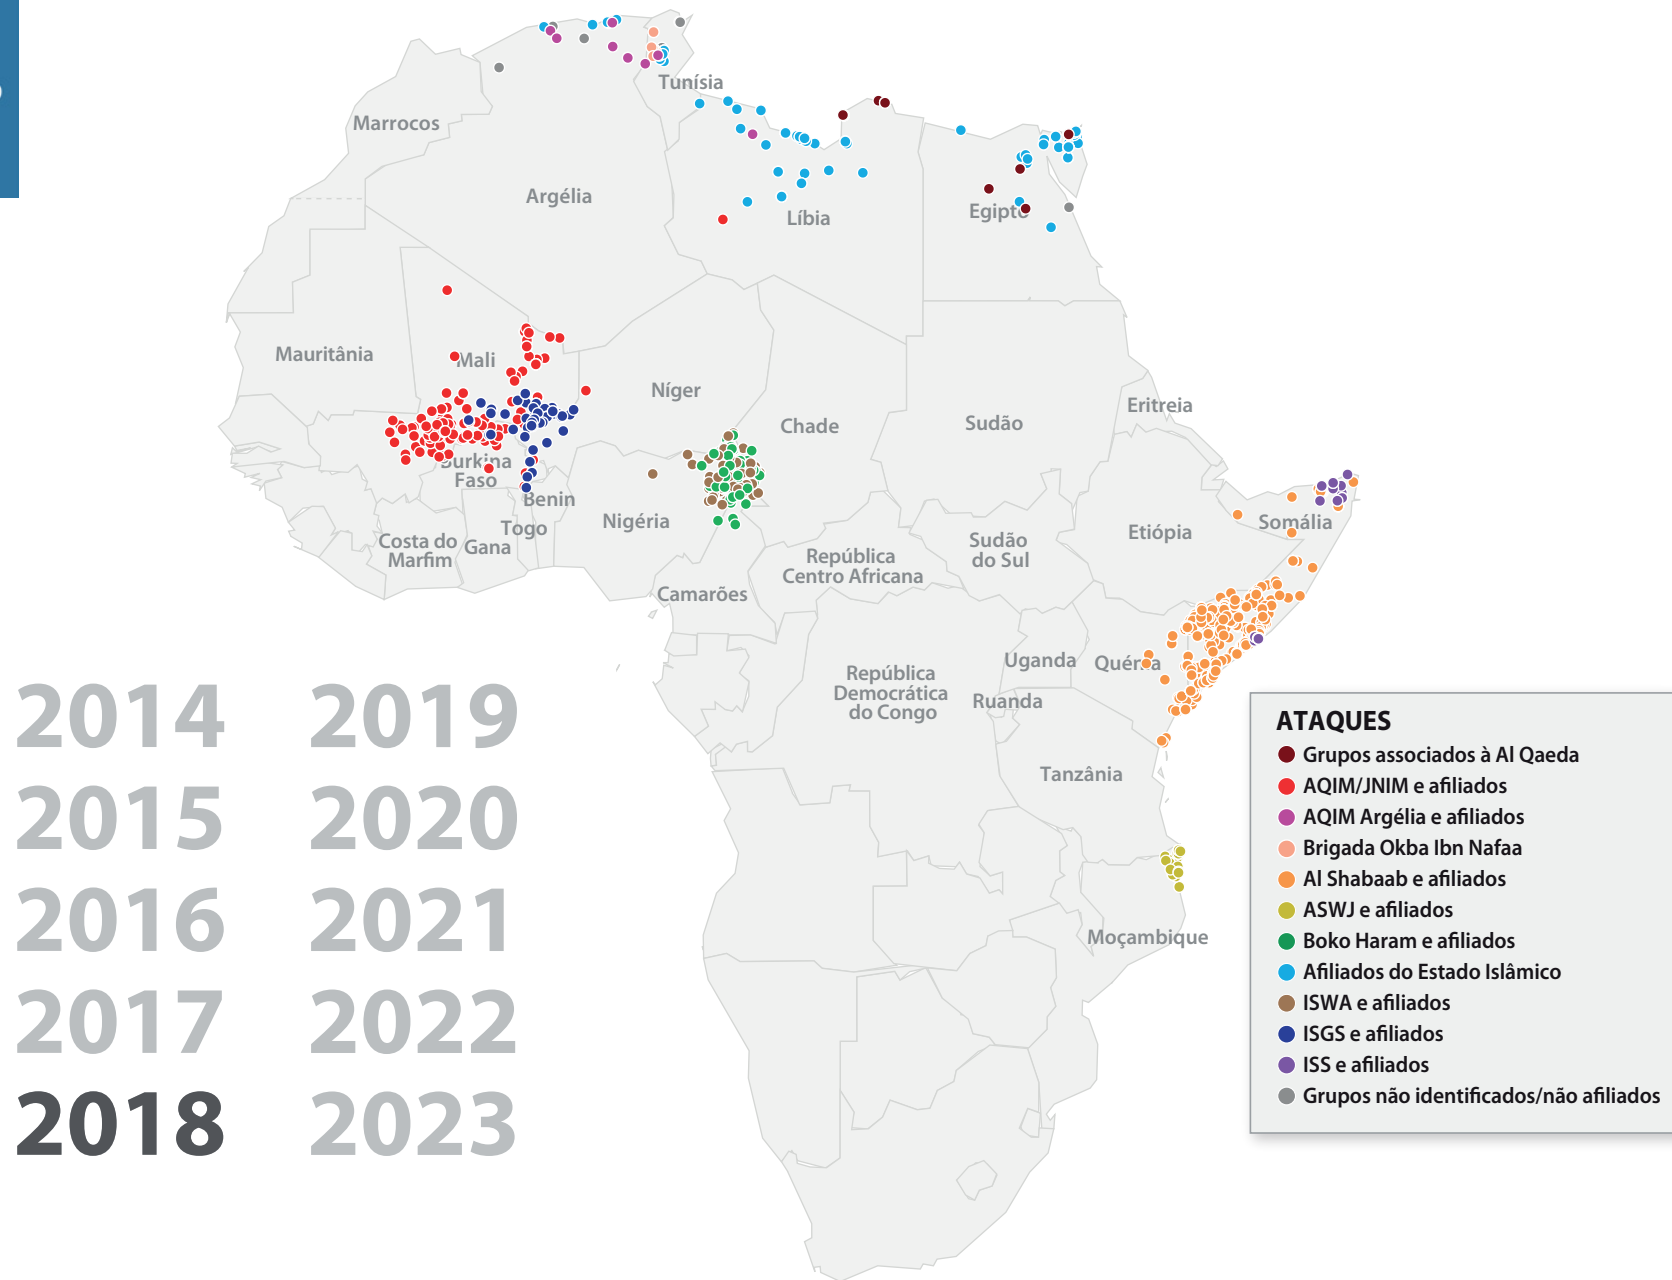 Tunísia
Marrocos
Argélia
Líbia
Egipto
Mauritânia
Mali
Níger
Chade
Sudão
Eritreia
Burkina
Faso
Benin
Togo
Gana
Costa do
Marfim
Nigéria
Camarões
República
Centro Africana
Sudão
do Sul
Etiópia
Somália
Uganda
Quénia
República
Democrática
do Congo
Ruanda
Tanzânia
Moçambique
2014
2015
2016
2017
2018
2019
2020
2021
2022
2023
ATAQUES
Grupos associados à Al Qaeda
AQIM/JNIM e afiliados
AQIM Argélia e afiliados
Brigada Okba Ibn Nafaa
Al Shabaab e afiliados
ASWJ e afiliados
Boko Haram e afiliados
Afiliados do Estado Islâmico
ISWA e afiliados
ISGS e afiliados
ISS e afiliados
Grupos não identificados/não afiliados